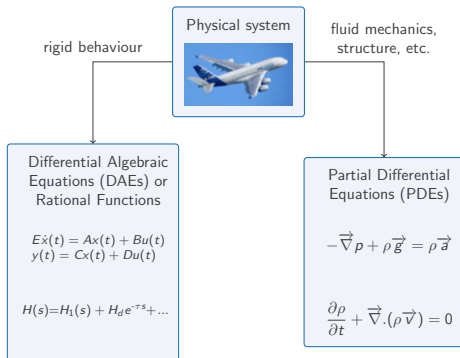 Physical system
rigid behaviour
fluid mechanics,
structure, etc.
Differential Algebraic
Equations (DAEs) or
Rational Functions
Eẋ(t) = Ax(t) + Bu(t)
y(t) = Cx(t) + Du(t)
H(s)=H₁(s) + H_d e^{-τs}+...
Partial Differential
Equations (PDEs)
−∇⃗p + ρg⃗ = ρa⃗
∂ρ/∂t + ∇⃗.(ρv⃗) = 0